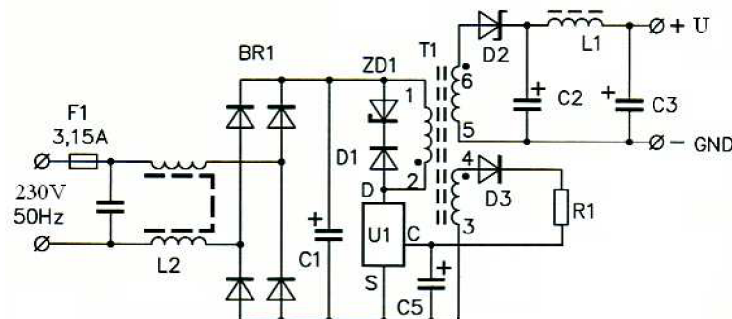 + U
D2
L1
BR1
ZD1
T1
1
6
C2
C3
F1
3,15A
5
− GND
D1
4
2
D3
D
230V
50Hz
R1
U1
C
3
C1
L2
S
C5